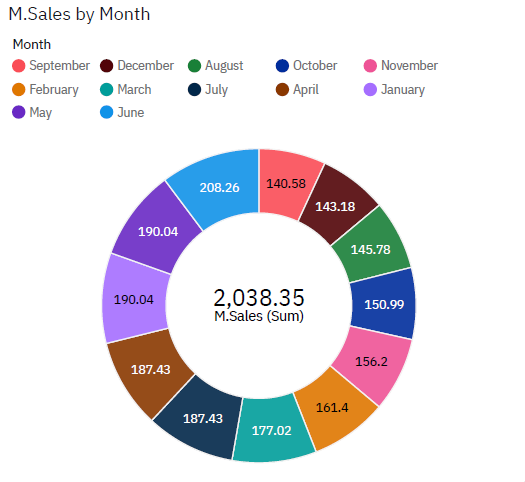 M.Sales by Month
Month
September December August October November
February March July April January
May June
208.26 140.58
143.18
190.04
145.78
190.04 2,038.35 150.99
M.Sales (Sum)
187.43 156.2
187.43 161.4
177.02